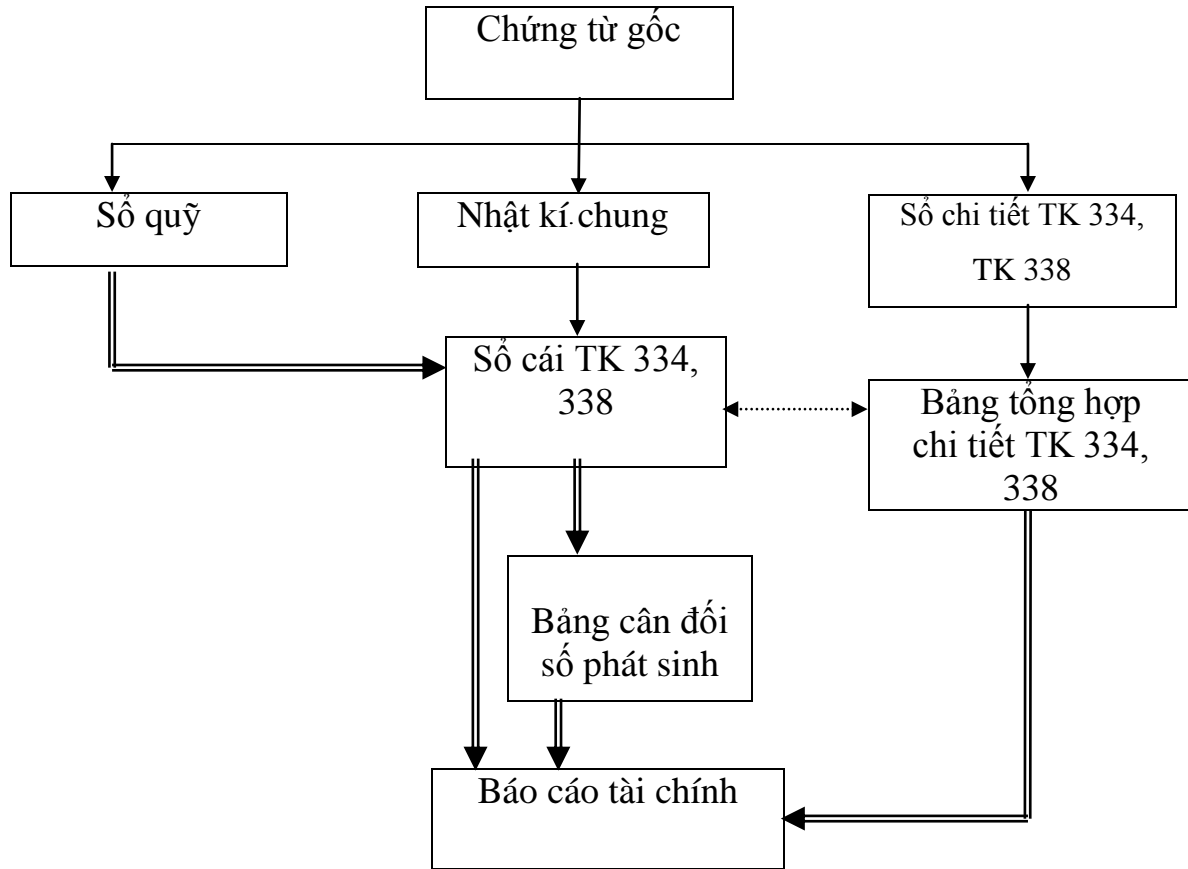 Chứng từ gốc
Sổ quỹ
Nhật kí chung
Sổ chi tiết TK 334,
TK 338
Sổ cái TK 334,
338
Bảng tổng hợp
chi tiết TK 334,
338
Bảng cân đối
số phát sinh
Báo cáo tài chính